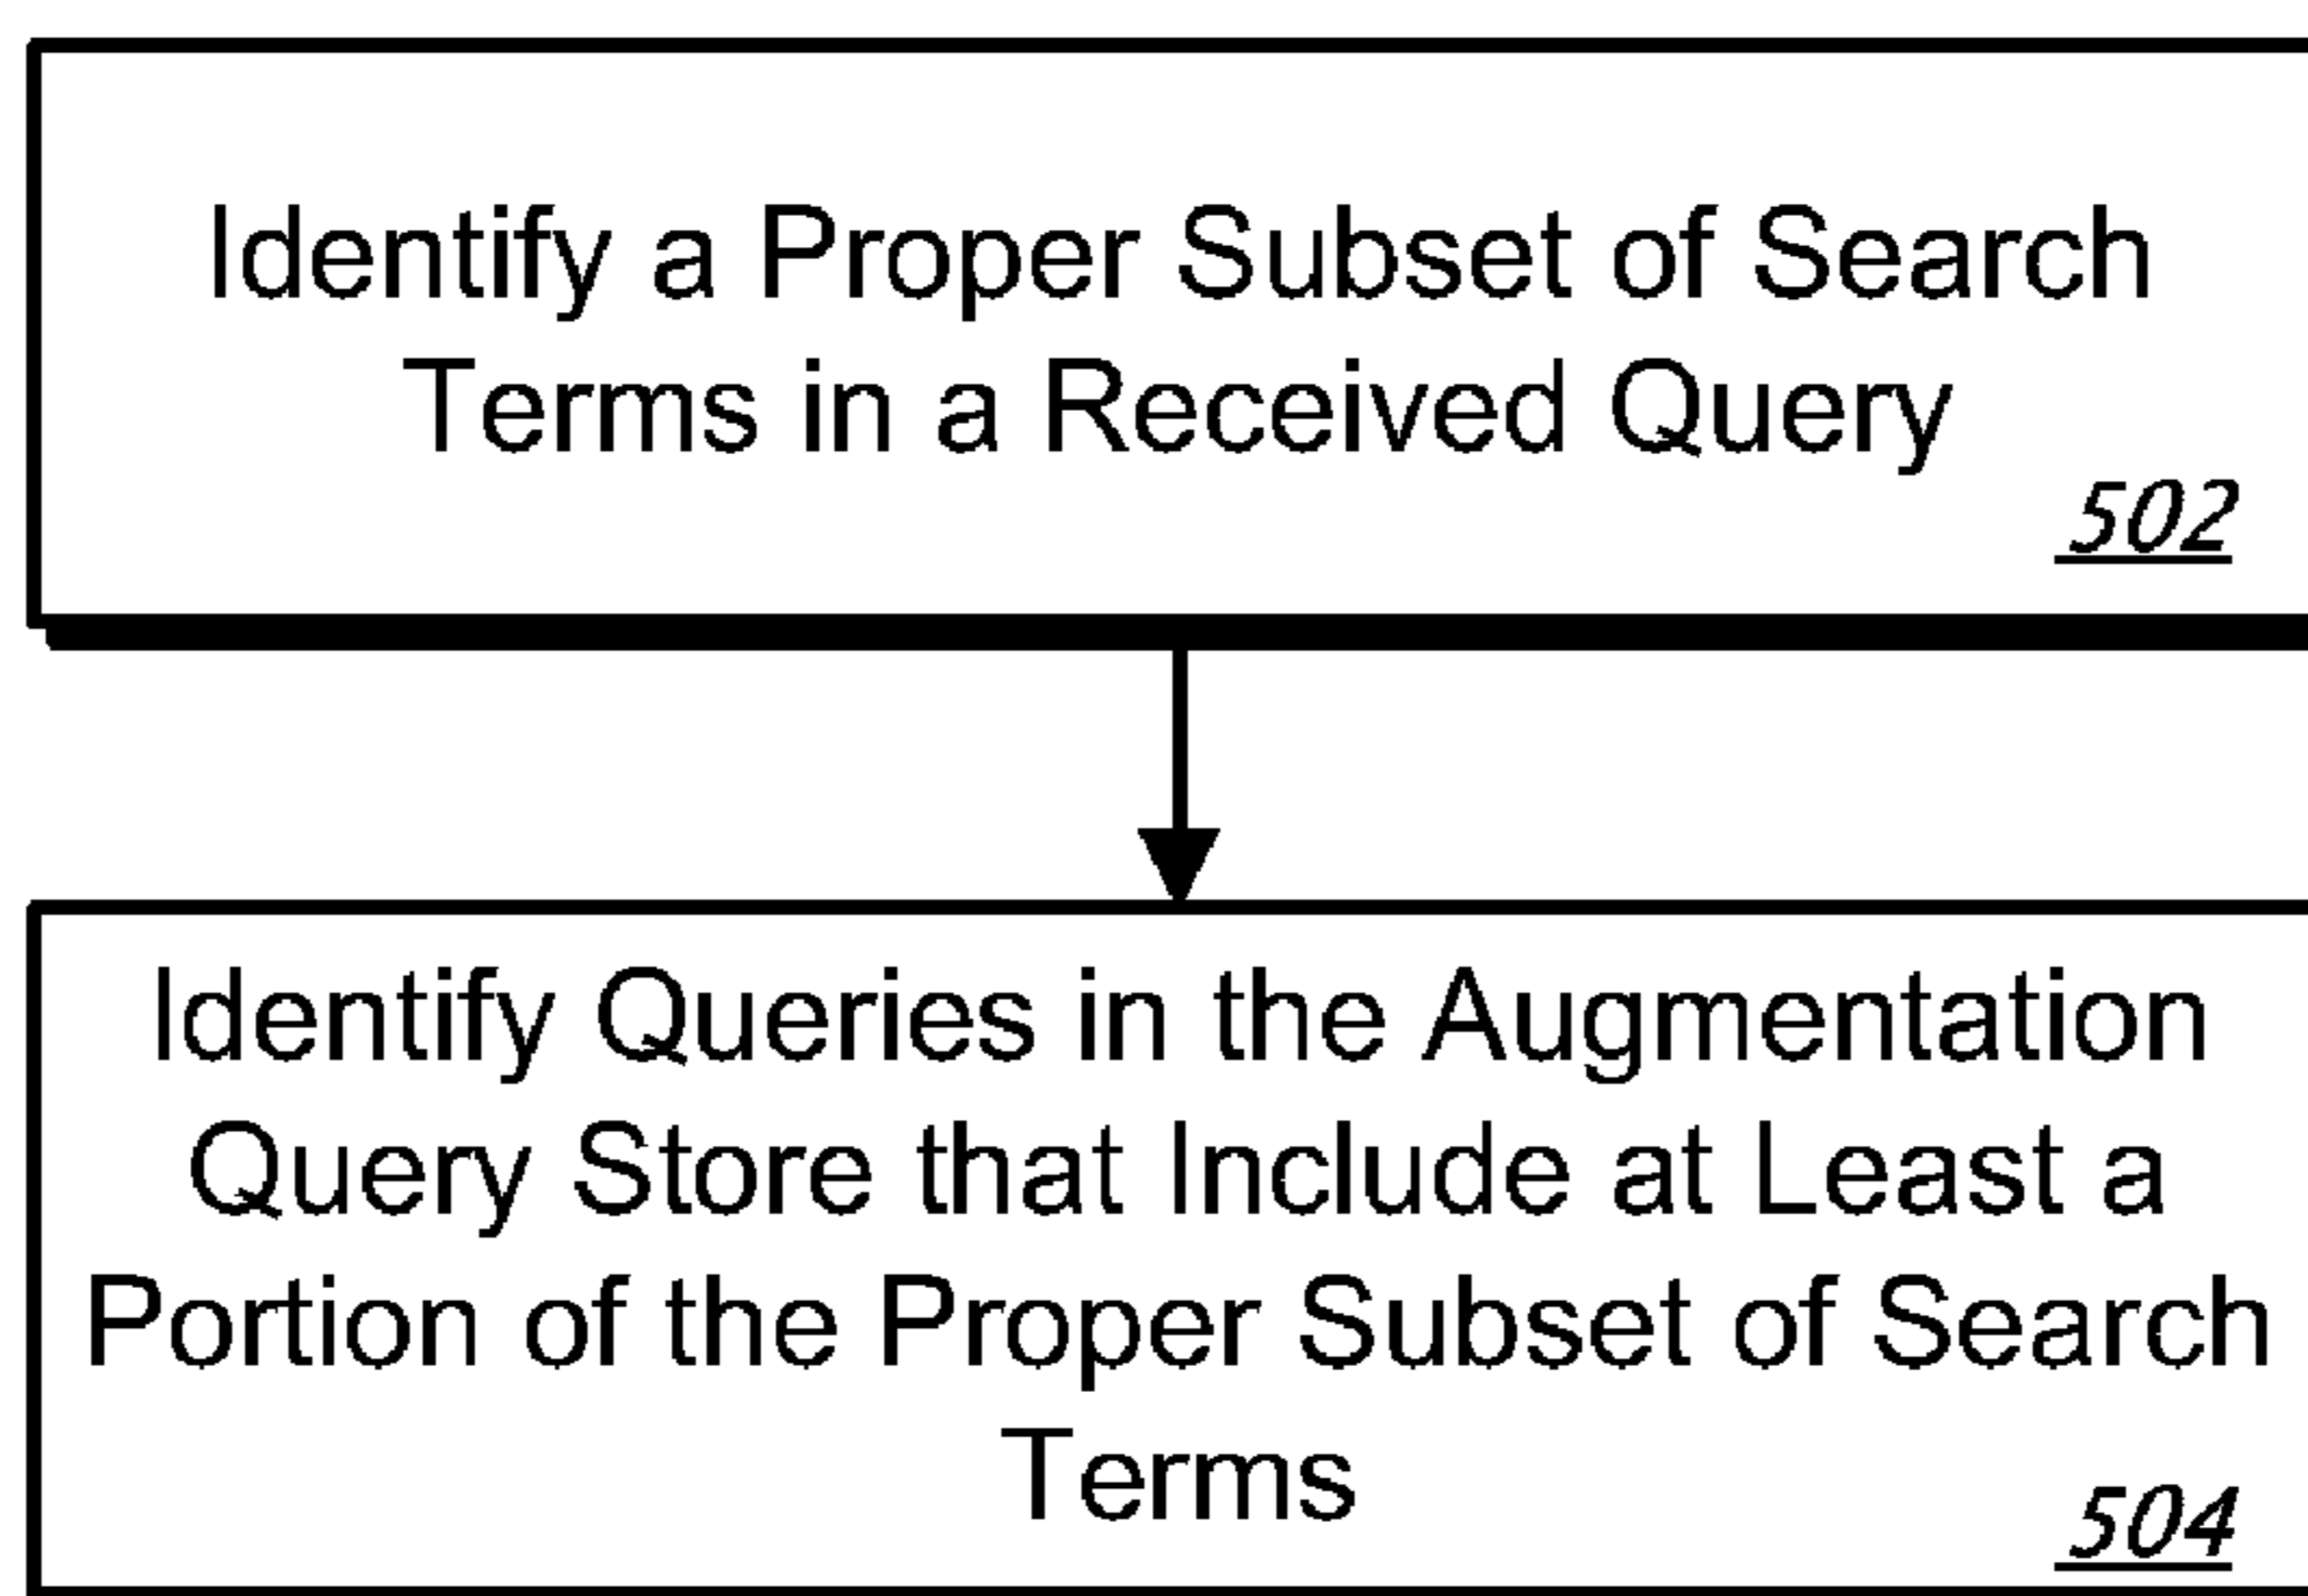 Identify a Proper Subset of Search
Terms in a Received Query
502
Identify Queries in the Augmentation
Query Store that Include at Least a
Portion of the Proper Subset of Search
Terms
504